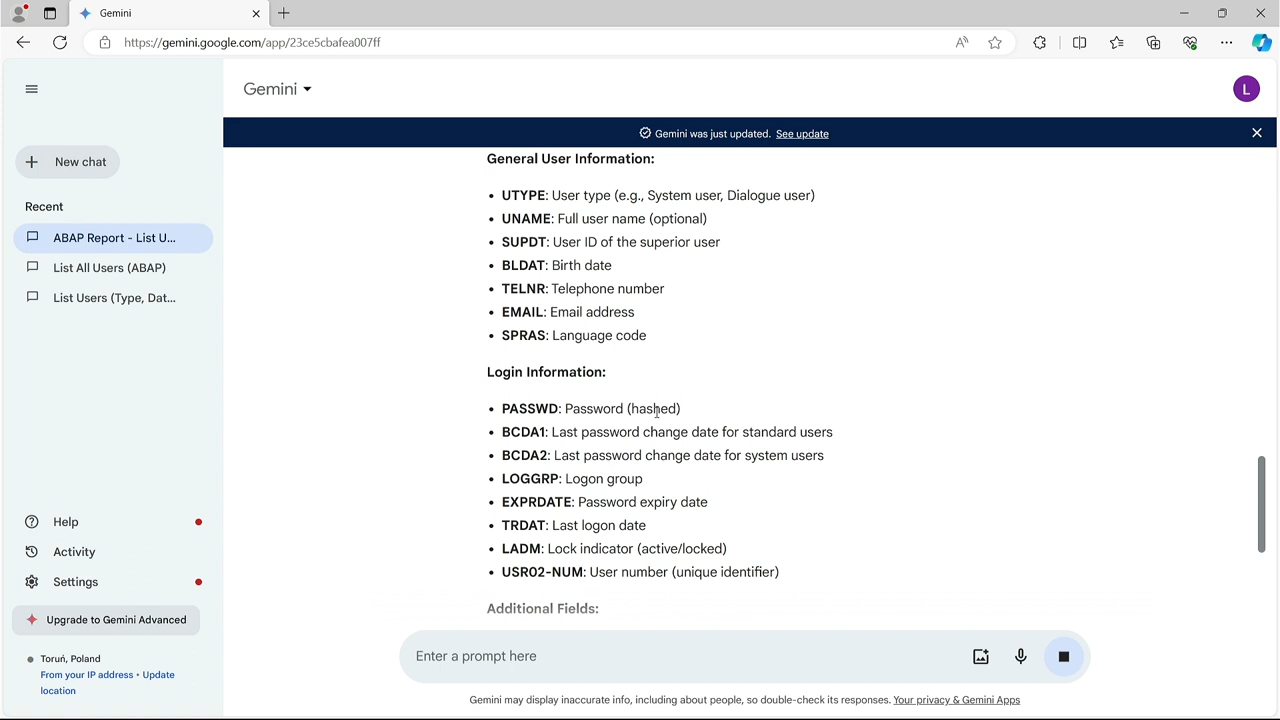 Gemini
https://gemini.google.com/app/23ce5cbafea007ff
Gemini
L
Gemini was just updated. See update
New chat
Recent
ABAP Report - List U...
List All Users (ABAP)
List Users (Type, Dat...
Help
Activity
Settings
Upgrade to Gemini Advanced
Toruń, Poland
From your IP address • Update
location
General User Information:
• UTYPE: User type (e.g., System user, Dialogue user)
• UNAME: Full user name (optional)
• SUPDT: User ID of the superior user
• BLDAT: Birth date
• TELNR: Telephone number
• EMAIL: Email address
• SPRAS: Language code
Login Information:
• PASSWD: Password (hashed)
• BCDA1: Last password change date for standard users
• BCDA2: Last password change date for system users
• LOGGRP: Logon group
• EXPRDATE: Password expiry date
• TRDAT: Last logon date
• LADM: Lock indicator (active/locked)
• USR02-NUM: User number (unique identifier)
Additional Fields:
Enter a prompt here
Gemini may display inaccurate info, including about people, so double-check its responses. Your privacy & Gemini Apps